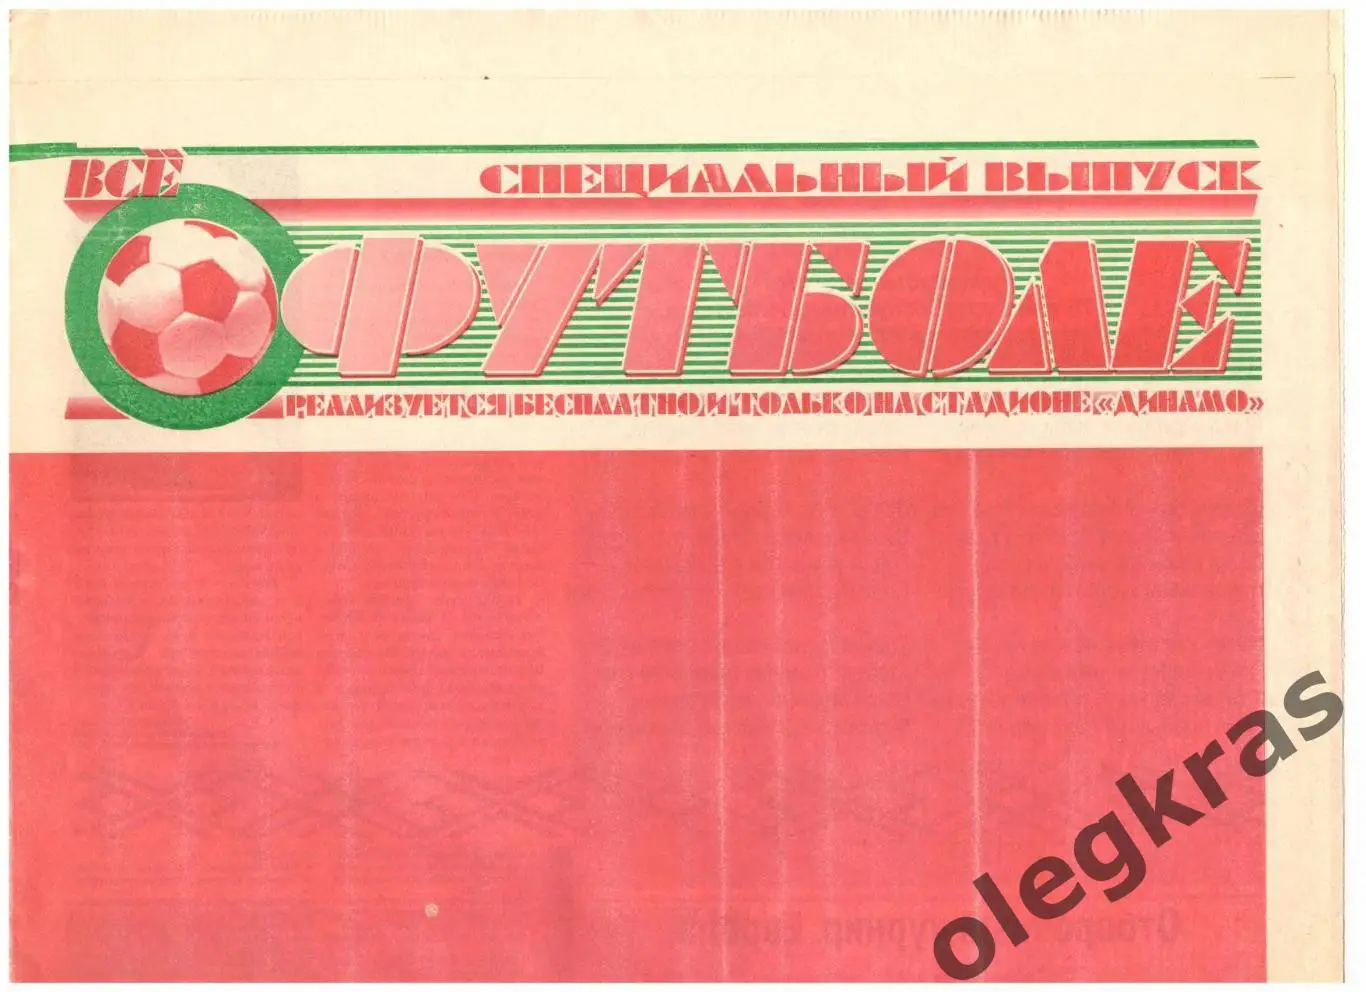 ВСЁ
СПЕЦИАЛЬНЫЙ ВЫПУСК
О ФУТБОЛЕ
РЕАЛИЗУЕТСЯ БЕСПЛАТНО И ТОЛЬКО НА СТАДИОНЕ «ДИНАМО»
olegkras